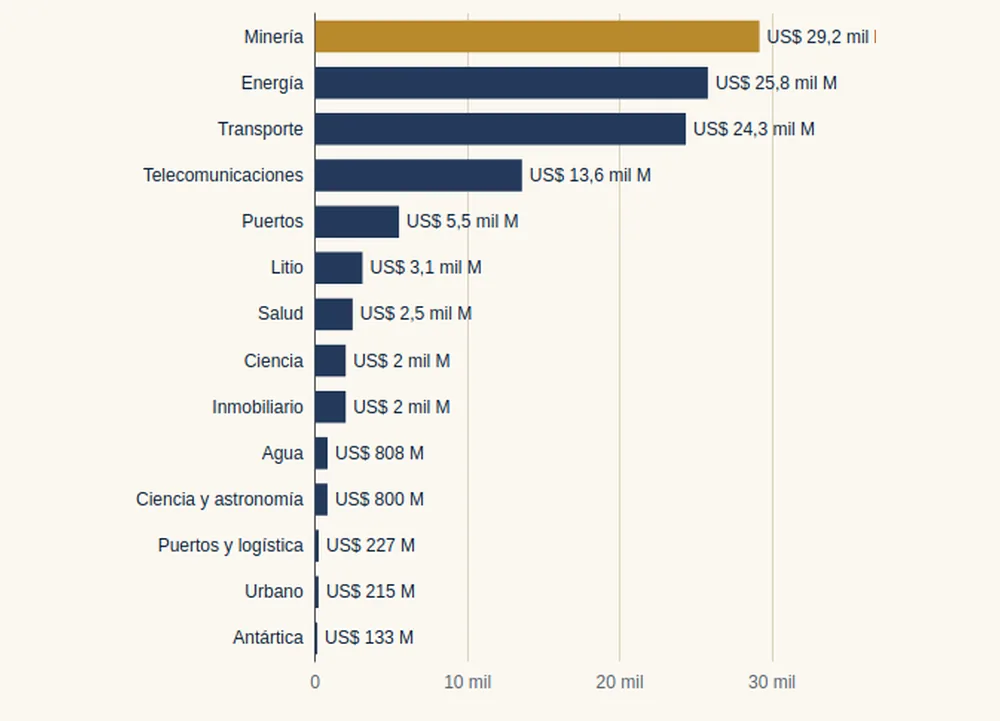 Minería US$ 29,2 mil
Energía US$ 25,8 mil M
Transporte US$ 24,3 mil M
Telecomunicaciones US$ 13,6 mil M
Puertos US$ 5,5 mil M
Litio US$ 3,1 mil M
Salud US$ 2,5 mil M
Ciencia US$ 2 mil M
Inmobiliario US$ 2 mil M
Agua US$ 808 M
Ciencia y astronomía US$ 800 M
Puertos y logística US$ 227 M
Urbano US$ 215 M
Antártica US$ 133 M
0 10 mil 20 mil 30 mil